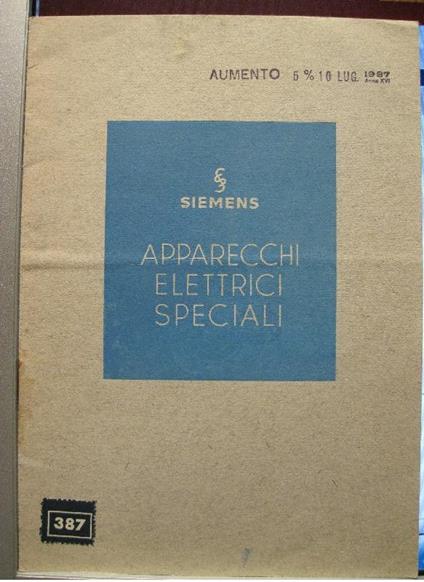 AUMENTO 5 % 10 LUG. 1937
Anno XVI
SIEMENS
APPARECCHI
ELETTRICI
SPECIALI
387